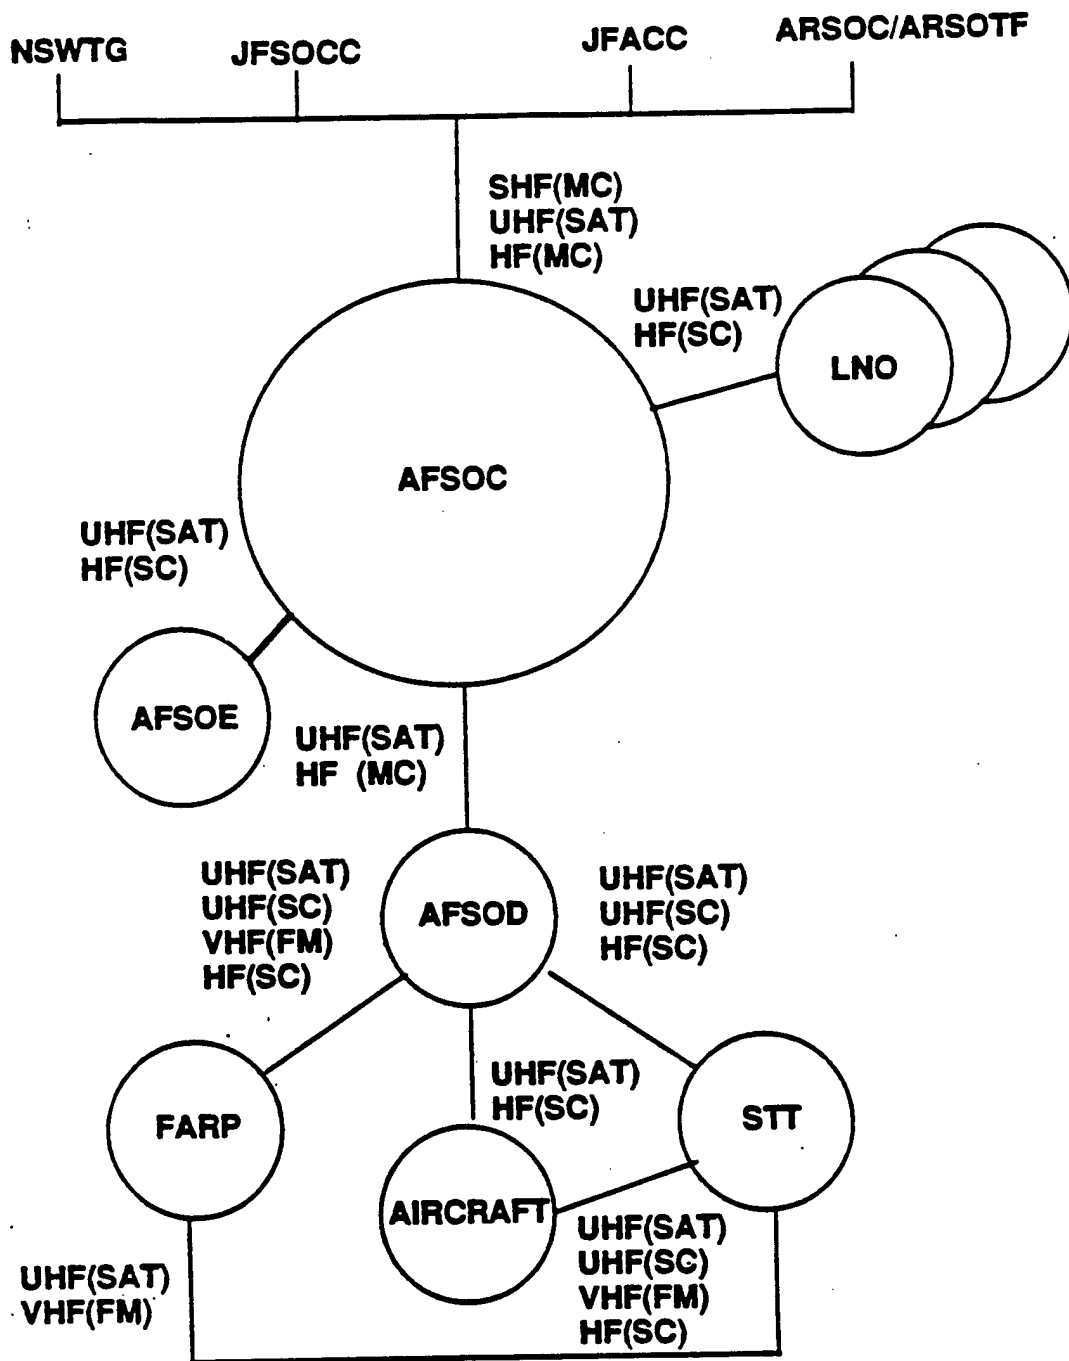 NSWTG
JFSOCC
JFACC
ARSOC/ARSOTF
SHF(MC)
UHF(SAT)
HF(MC)
UHF(SAT)
HF(SC)
LNO
AFSOC
UHF(SAT)
HF(SC)
AFSOE
UHF(SAT)
HF (MC)
AFSOD
UHF(SAT)
UHF(SC)
VHF(FM)
HF(SC)
UHF(SAT)
UHF(SC)
HF(SC)
UHF(SAT)
HF(SC)
FARP
STT
AIRCRAFT
UHF(SAT)
UHF(SC)
VHF(FM)
HF(SC)
UHF(SAT)
VHF(FM)